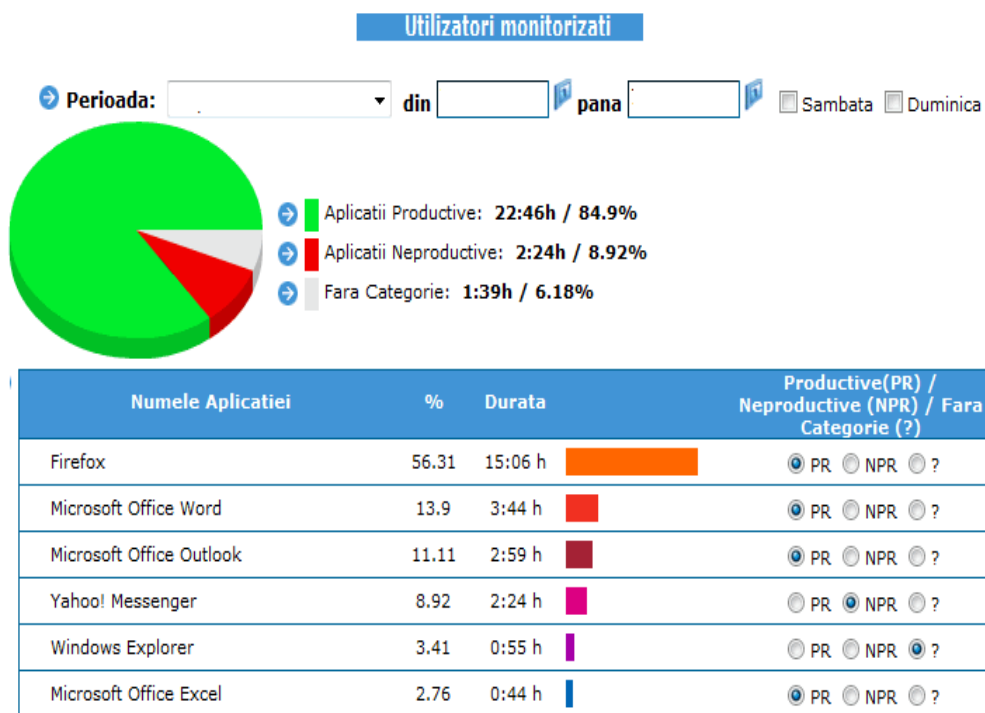 Utilizatori monitorizati
Perioada: din pana Sambata Duminica
Aplicatii Productive: 22:46h / 84.9%
Aplicatii Neproductive: 2:24h / 8.92%
Fara Categorie: 1:39h / 6.18%
Numele Aplicatiei % Durata Productive(PR) /
Neproductive (NPR) / Fara
Categorie (?)
Firefox 56.31 15:06 h PR NPR ?
Microsoft Office Word 13.9 3:44 h PR NPR ?
Microsoft Office Outlook 11.11 2:59 h PR NPR ?
Yahoo! Messenger 8.92 2:24 h PR NPR ?
Windows Explorer 3.41 0:55 h PR NPR ?
Microsoft Office Excel 2.76 0:44 h PR NPR ?